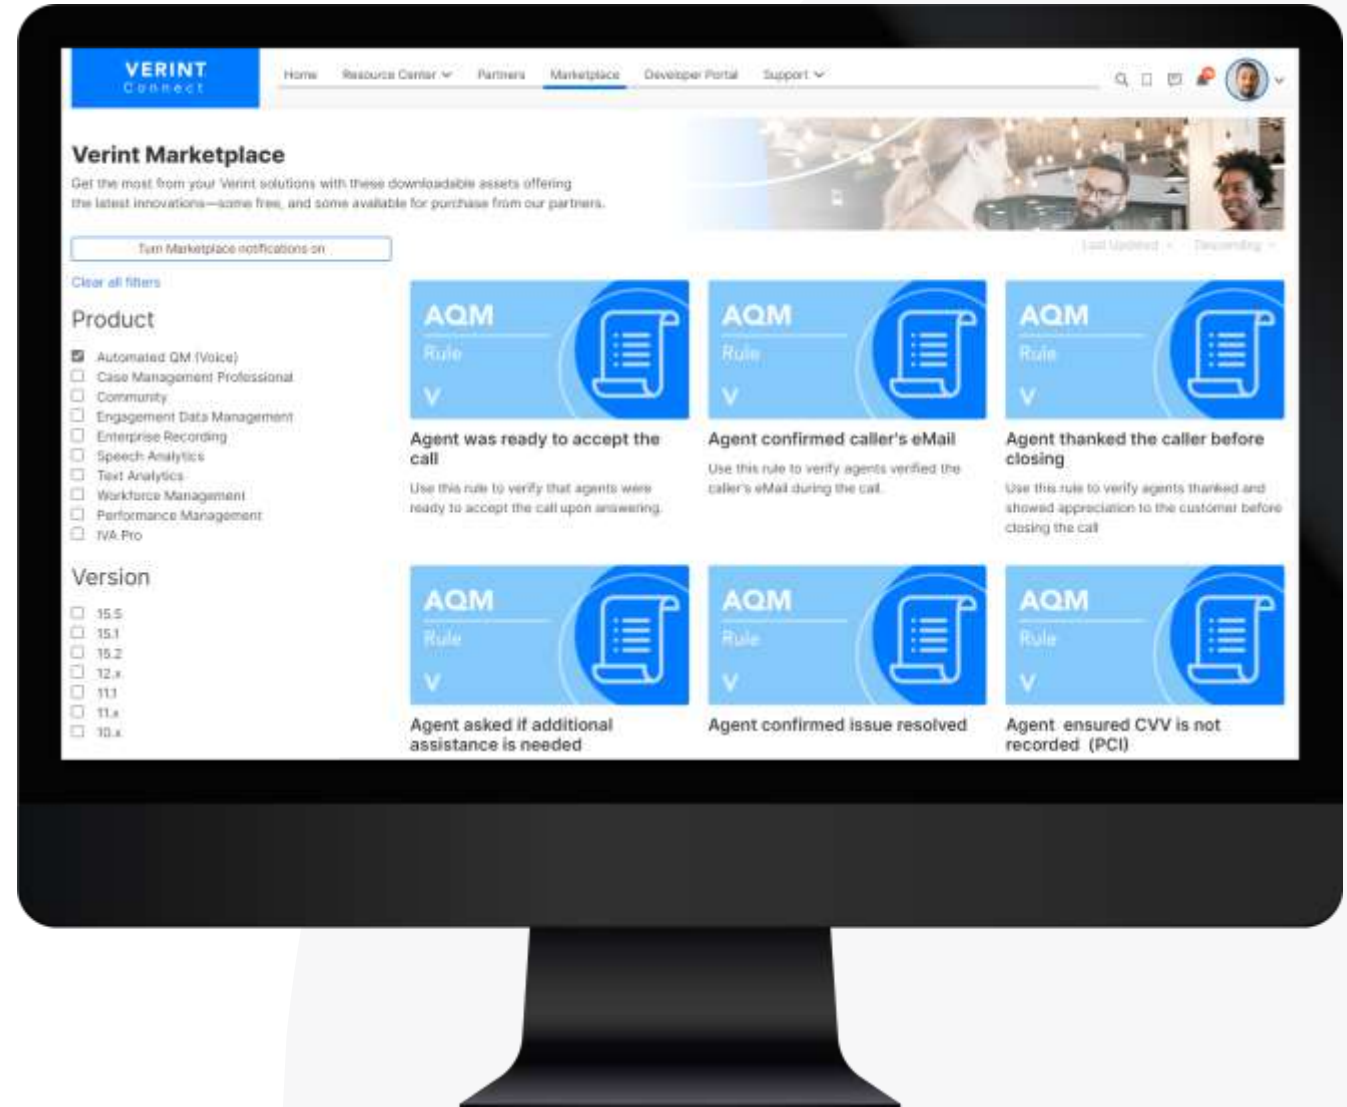 VERINT
Connect
Home Resource Center Partners Marketplace Developer Portal Support
Verint Marketplace
Get the most from your Verint solutions with these downloadable assets offering
the latest innovations—some free, and some available for purchase from our partners.
Turn Marketplace notifications on
Last Updated Descending
Clear all filters
Product
Automated QM (Voice)
Case Management Professional
Community
Engagement Data Management
Enterprise Recording
Speech Analytics
Text Analytics
Workforce Management
Performance Management
IVA Pro
Version
15.5
15.1
15.2
12.x
11.1
11.x
10.x
AQM
Rule
V
Agent was ready to accept the
call
Use this rule to verify that agents were
ready to accept the call upon answering.
AQM
Rule
V
Agent confirmed caller's eMail
Use this rule to verify agents verified the
caller's eMail during the call.
AQM
Rule
V
Agent thanked the caller before
closing
Use this rule to verify agents thanked and
showed appreciation to the customer before
closing the call
AQM
Rule
V
Agent asked if additional
assistance is needed
AQM
Rule
V
Agent confirmed issue resolved
AQM
Rule
V
Agent ensured CVV is not
recorded (PCI)